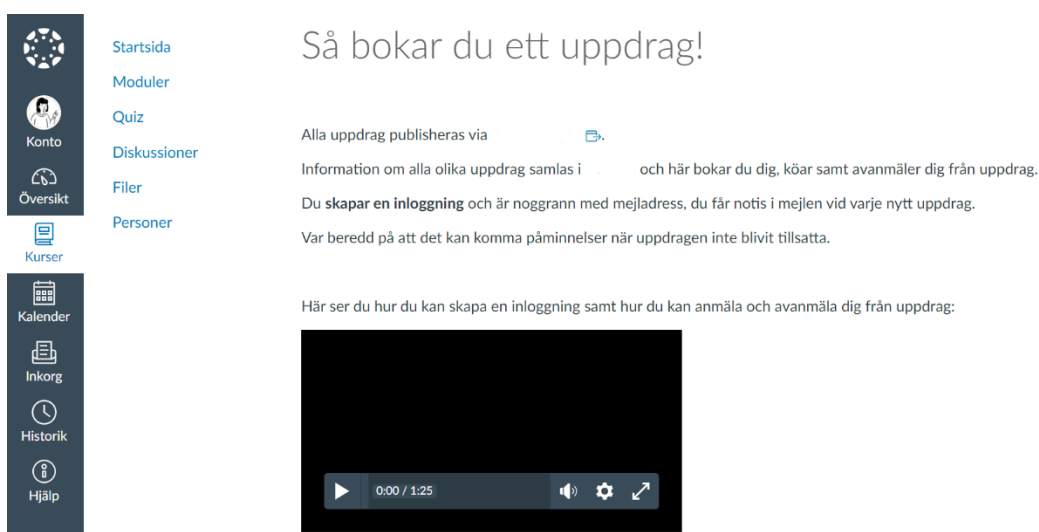 Så bokar du ett uppdrag!
Startsida
Moduler
Quiz
Diskussioner
Filer
Personer
Konto
Översikt
Kurser
Kalender
Inkorg
Historik
Hjälp
Alla uppdrag publisheras via .
Information om alla olika uppdrag samlas i och här bokar du dig, köar samt avanmäler dig från uppdrag.
Du skapar en inloggning och är noggrann med mejladress, du får notis i mejlen vid varje nytt uppdrag.
Var beredd på att det kan komma påminnelser när uppdragen inte blivit tillsatta.
Här ser du hur du kan skapa en inloggning samt hur du kan anmäla och avanmäla dig från uppdrag:
0:00 / 1:25